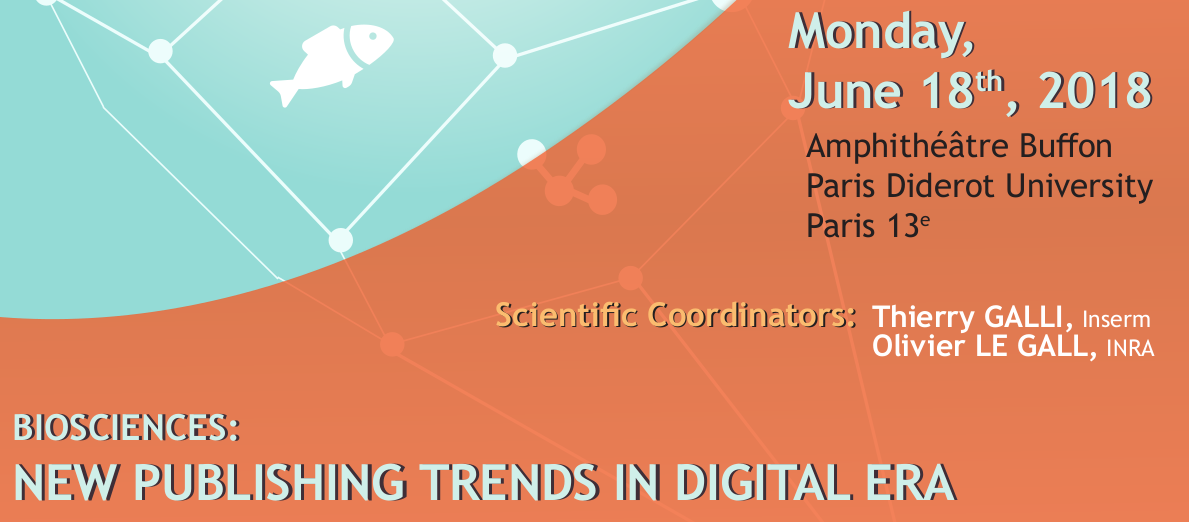 Monday,
June 18th, 2018
Amphithéâtre Buffon
Paris Diderot University
Paris 13e
Scientific Coordinators: Thierry GALLI, Inserm
Olivier LE GALL, INRA
BIOSCIENCES:
NEW PUBLISHING TRENDS IN DIGITAL ERA